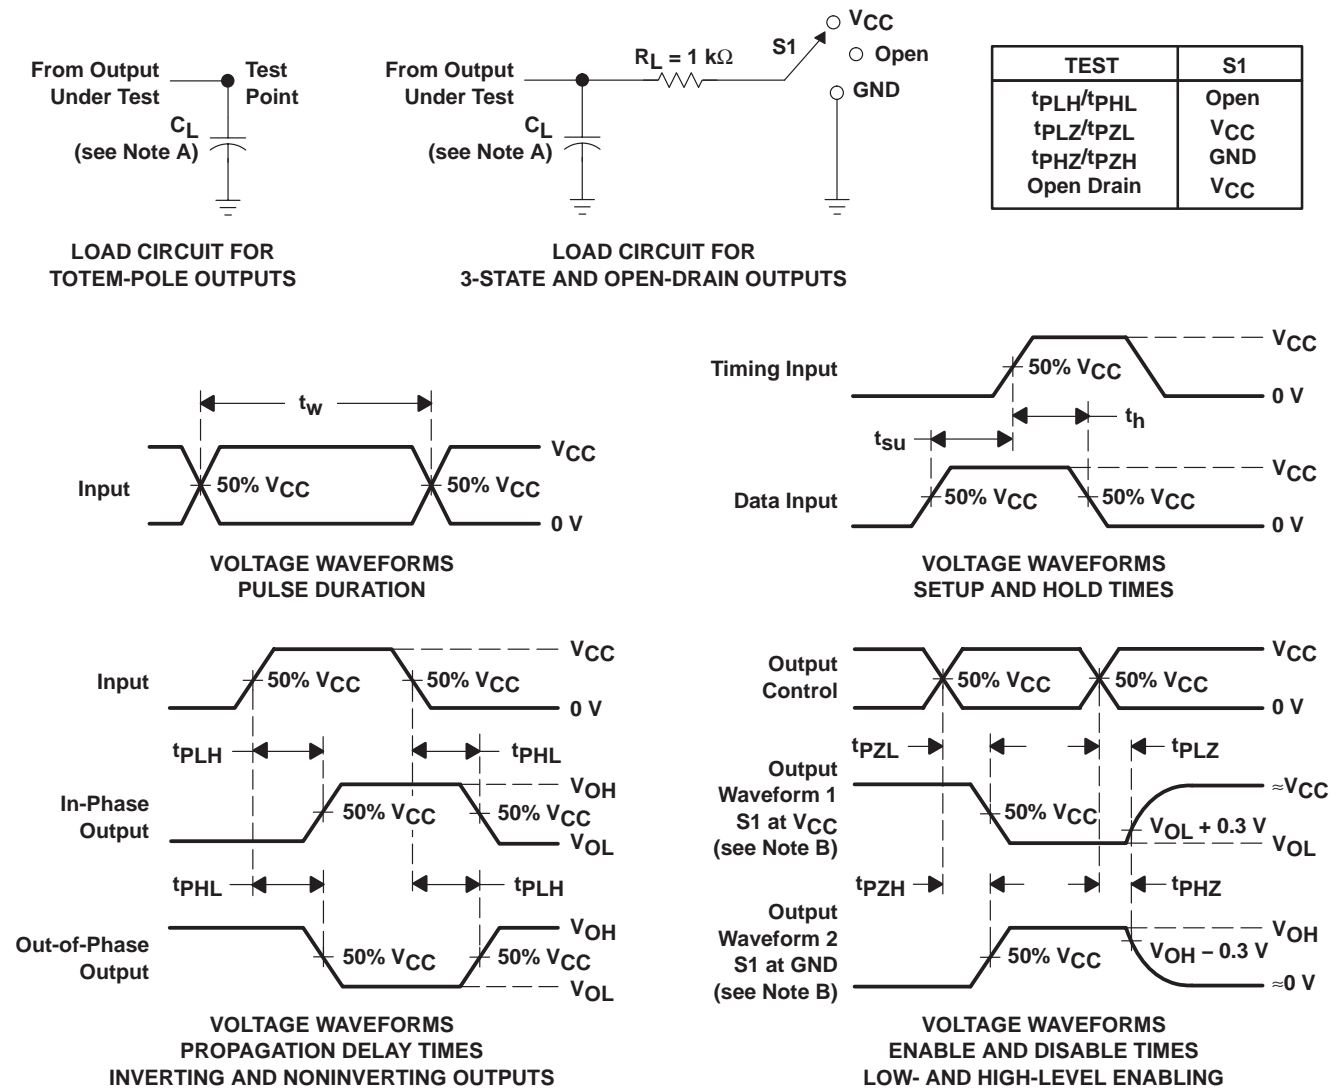 From Output
Under Test
Test
Point
CL
(see Note A)
LOAD CIRCUIT FOR
TOTEM-POLE OUTPUTS
From Output
Under Test
RL = 1 kΩ
S1
VCC
Open
GND
CL
(see Note A)
LOAD CIRCUIT FOR
3-STATE AND OPEN-DRAIN OUTPUTS
TEST S1
tPLH/tPHL Open
tPLZ/tPZL VCC
tPHZ/tPZH GND
Open Drain VCC
tw
Input
50% VCC
50% VCC
VCC
0 V
VOLTAGE WAVEFORMS
PULSE DURATION
Timing Input
50% VCC
VCC
0 V
tsu
th
Data Input
50% VCC
50% VCC
VCC
0 V
VOLTAGE WAVEFORMS
SETUP AND HOLD TIMES
Input
50% VCC
50% VCC
VCC
0 V
tPLH
tPHL
In-Phase
Output
50% VCC
50% VCC
VOH
VOL
tPHL
tPLH
Out-of-Phase
Output
50% VCC
50% VCC
VOH
VOL
VOLTAGE WAVEFORMS
PROPAGATION DELAY TIMES
INVERTING AND NONINVERTING OUTPUTS
Output
Control
50% VCC
50% VCC
VCC
0 V
tPZL
tPLZ
Output
Waveform 1
S1 at VCC
(see Note B)
50% VCC
VOL + 0.3 V
≈VCC
VOL
tPZH
tPHZ
Output
Waveform 2
S1 at GND
(see Note B)
50% VCC
VOH – 0.3 V
VOH
≈0 V
VOLTAGE WAVEFORMS
ENABLE AND DISABLE TIMES
LOW- AND HIGH-LEVEL ENABLING